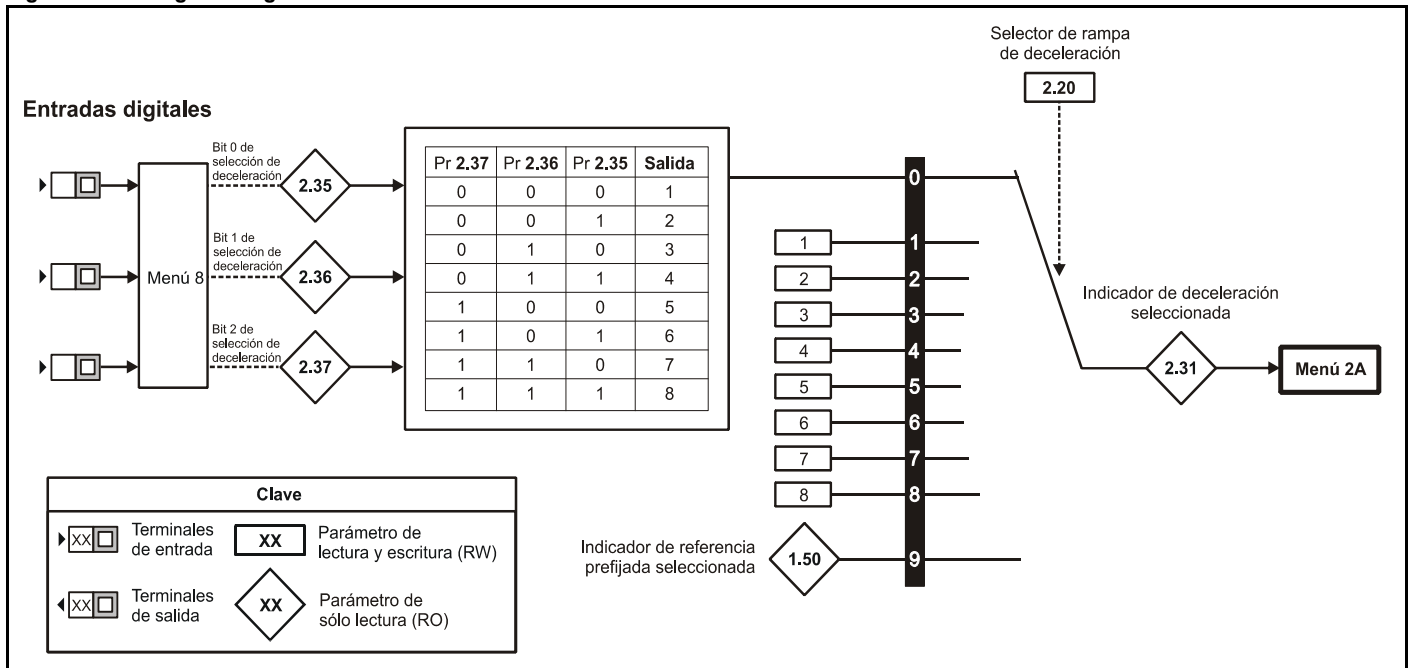 Selector de rampa
de deceleración
2.20
Entradas digitales
Bit 0 de
selección de
deceleración
2.35
Bit 1 de
selección de
deceleración
2.36
Menú 8
Bit 2 de
selección de
deceleración
2.37
Pr 2.37 Pr 2.36 Pr 2.35 Salida
0 0 0 1
0 0 1 2
0 1 0 3
0 1 1 4
1 0 0 5
1 0 1 6
1 1 0 7
1 1 1 8
0
1 1
2 2
3 3
4 4
5 5
6 6
7 7
8 8
Indicador de referencia
prefijada seleccionada
1.50
9
Indicador de deceleración
seleccionada
2.31
Menú 2A
Clave
XX
Terminales
de entrada
XX
Parámetro de
lectura y escritura (RW)
XX
Terminales
de salida
XX
Parámetro de
sólo lectura (RO)